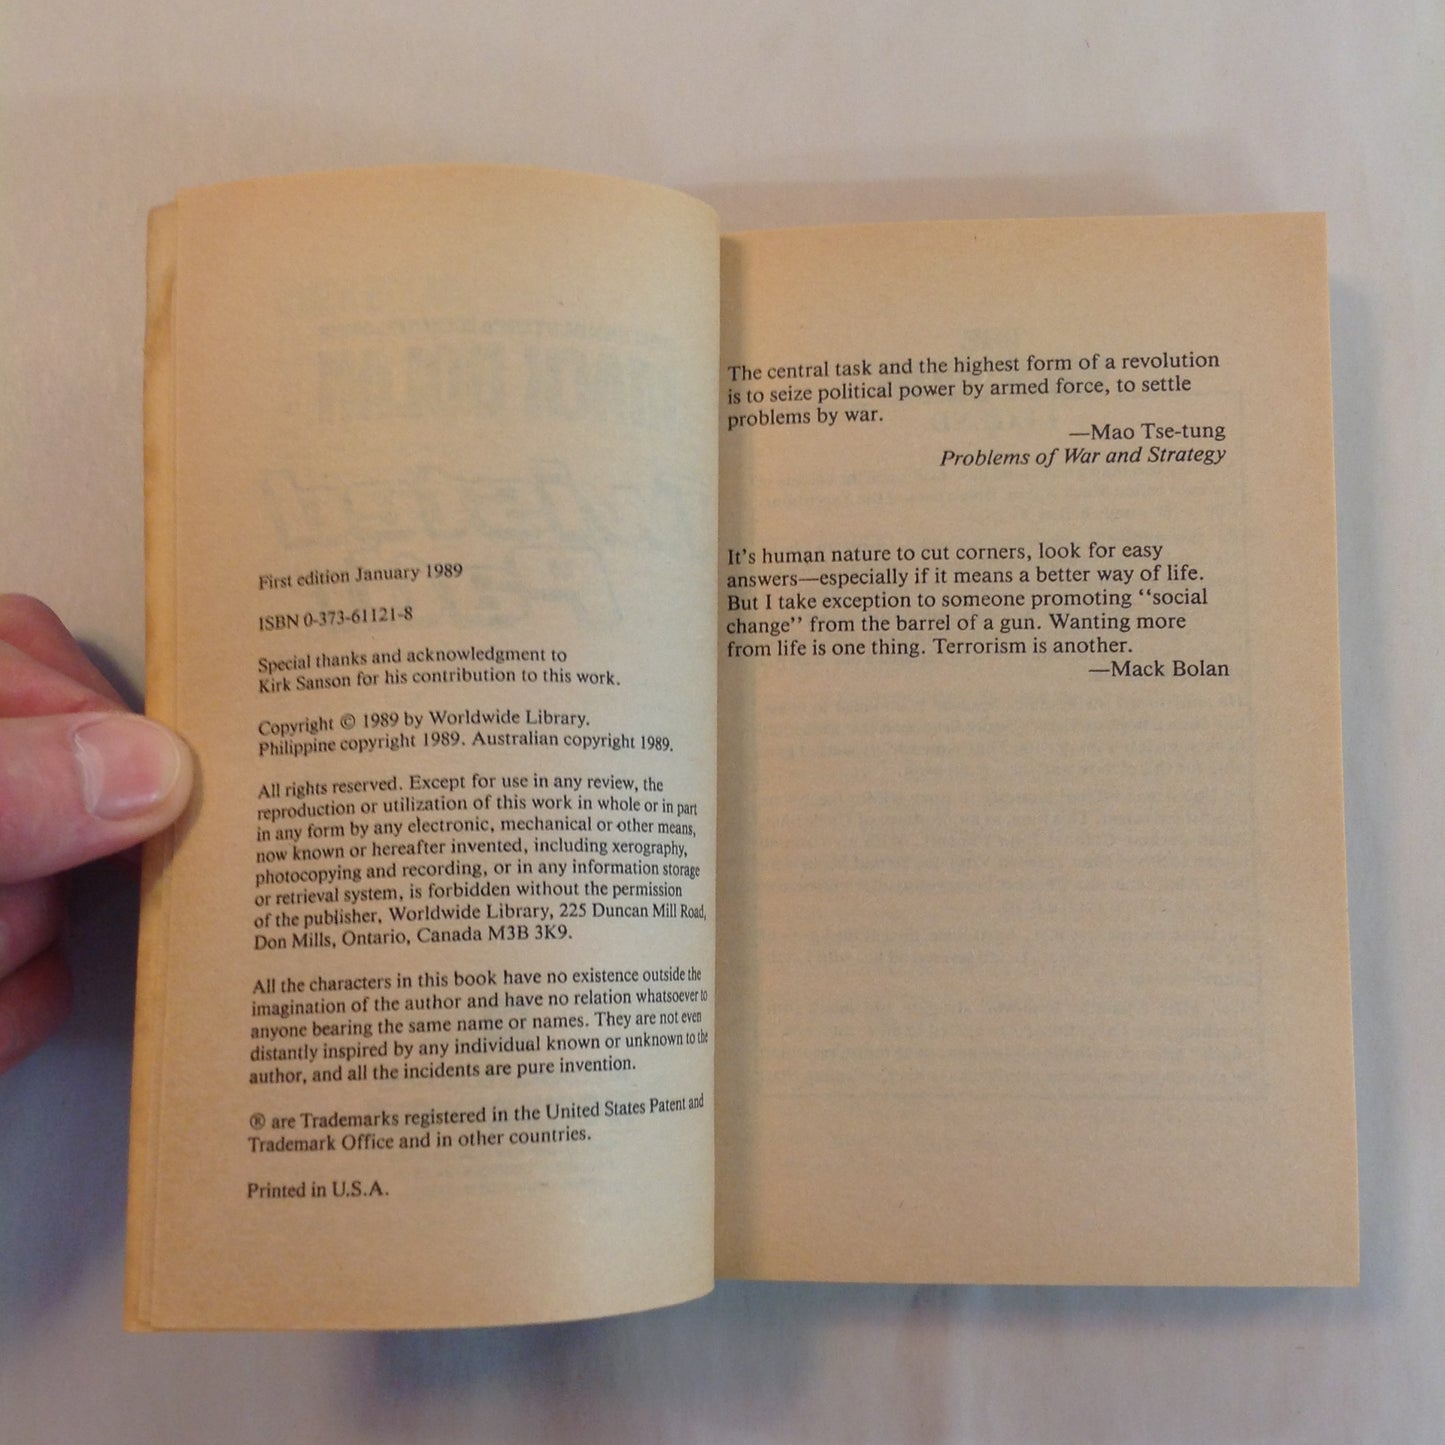 First edition January 1989
ISBN 0-373-61121-8
Special thanks and acknowledgment to
Kirk Sanson for his contribution to this work.
Copyright © 1989 by Worldwide Library.
Philippine copyright 1989. Australian copyright 1989.
All rights reserved. Except for use in any review, the
reproduction or utilization of this work in whole or in part
in any form by any electronic, mechanical or other means,
now known or hereafter invented, including xerography,
photocopying and recording, or in any information storage
or retrieval system, is forbidden without the permission
of the publisher, Worldwide Library, 225 Duncan Mill Road,
Don Mills, Ontario, Canada M3B 3K9.
All the characters in this book have no existence outside the
imagination of the author and have no relation whatsoever to
anyone bearing the same name or names. They are not even
distantly inspired by any individual known or unknown to the
author, and all the incidents are pure invention.
® are Trademarks registered in the United States Patent and
Trademark Office and in other countries.
Printed in U.S.A.
The central task and the highest form of a revolution
is to seize political power by armed force, to settle
problems by war.
—Mao Tse-tung
Problems of War and Strategy
It's human nature to cut corners, look for easy
answers—especially if it means a better way of life.
But I take exception to someone promoting "social
change" from the barrel of a gun. Wanting more
from life is one thing. Terrorism is another.
—Mack Bolan